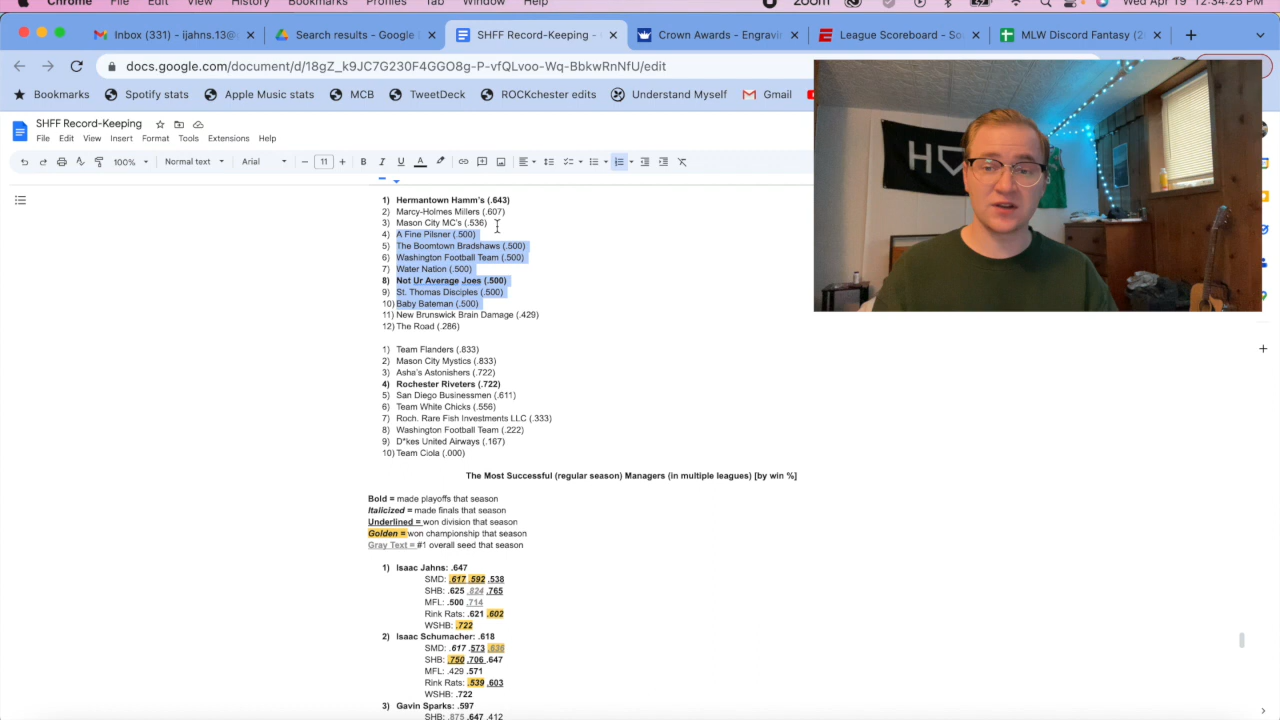 Chrome File Edit View History Bookmarks Profiles Tab Window Help zoom Wed Apr 19 12:34:25 PM
Inbox (331) - ijahns.13@ Search results - Google SHFF Record-Keeping - Crown Awards - Engravin League Scoreboard - So MLW Discord Fantasy (2
docs.google.com/document/d/18gZ_k9JC7G230F4GGO8g-P-vfQLvoo-Wq-BbkwRnNfU/edit
Bookmarks Spotify stats Apple Music stats MCB TweetDeck ROCKchester edits Understand Myself Gmail
SHFF Record-Keeping
File Edit View Insert Format Tools Extensions Help
100% Normal text Arial 11
1) Hermantown Hamm's (.643)
2) Marcy-Holmes Millers (.607)
3) Mason City MC's (.536)
4) A Fine Pilsner (.500)
5) The Boomtown Bradshaws (.500)
6) Washington Football Team (.500)
7) Water Nation (.500)
8) Not Ur Average Joes (.500)
9) St. Thomas Disciples (.500)
10) Baby Bateman (.500)
11) New Brunswick Brain Damage (.429)
12) The Road (.286)
1) Team Flanders (.833)
2) Mason City Mystics (.833)
3) Asha's Astonishers (.722)
4) Rochester Riveters (.722)
5) San Diego Businessmen (.611)
6) Team White Chicks (.556)
7) Roch. Rare Fish Investments LLC (.333)
8) Washington Football Team (.222)
9) D*kes United Airways (.167)
10) Team Ciola (.000)
The Most Successful (regular season) Managers (in multiple leagues) [by win %]
Bold = made playoffs that season
Italicized = made finals that season
Underlined = won division that season
Golden = won championship that season
Gray Text = #1 overall seed that season
1) Isaac Jahns: .647
SMD: .617 .592 .538
SHB: .625 .824 .765
MFL: .500 .714
Rink Rats: .621 .602
WSHB: .722
2) Isaac Schumacher: .618
SMD: .617 .573 .636
SHB: .750 .706 .647
MFL: .429 .571
Rink Rats: .539 .603
WSHB: .722
3) Gavin Sparks: .597
SHB: .875 .647 .412